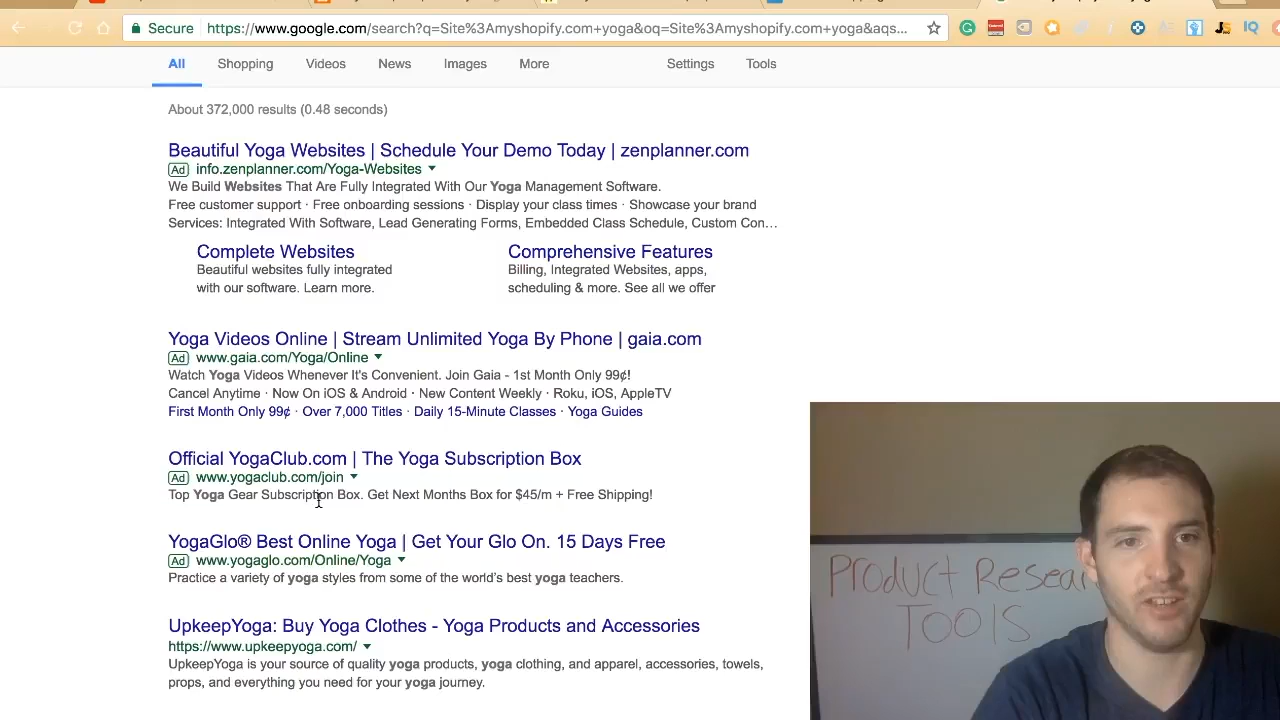 Secure https://www.google.com/search?q=Site%3Amyshopify.com+yoga&oq=Site%3Amyshopify.com+yoga&aqs...
All Shopping Videos News Images More Settings Tools
About 372,000 results (0.48 seconds)
Beautiful Yoga Websites | Schedule Your Demo Today | zenplanner.com
Ad info.zenplanner.com/Yoga-Websites
We Build Websites That Are Fully Integrated With Our Yoga Management Software.
Free customer support · Free onboarding sessions · Display your class times · Showcase your brand
Services: Integrated With Software, Lead Generating Forms, Embedded Class Schedule, Custom Con...
Complete Websites
Beautiful websites fully integrated
with our software. Learn more.
Comprehensive Features
Billing, Integrated Websites, apps,
scheduling & more. See all we offer
Yoga Videos Online | Stream Unlimited Yoga By Phone | gaia.com
Ad www.gaia.com/Yoga/Online
Watch Yoga Videos Whenever It's Convenient. Join Gaia - 1st Month Only 99¢!
Cancel Anytime · Now On iOS & Android · New Content Weekly · Roku, iOS, AppleTV
First Month Only 99¢ · Over 7,000 Titles · Daily 15-Minute Classes · Yoga Guides
Official YogaClub.com | The Yoga Subscription Box
Ad www.yogaclub.com/join
Top Yoga Gear Subscription Box. Get Next Months Box for $45/m + Free Shipping!
YogaGlo® Best Online Yoga | Get Your Glo On. 15 Days Free
Ad www.yogaglo.com/Online/Yoga
Practice a variety of yoga styles from some of the world's best yoga teachers.
UpkeepYoga: Buy Yoga Clothes - Yoga Products and Accessories
https://www.upkeepyoga.com/
UpkeepYoga is your source of quality yoga products, yoga clothing, and apparel, accessories, towels,
props, and everything you need for your yoga journey.
Product Resear
TOOLS